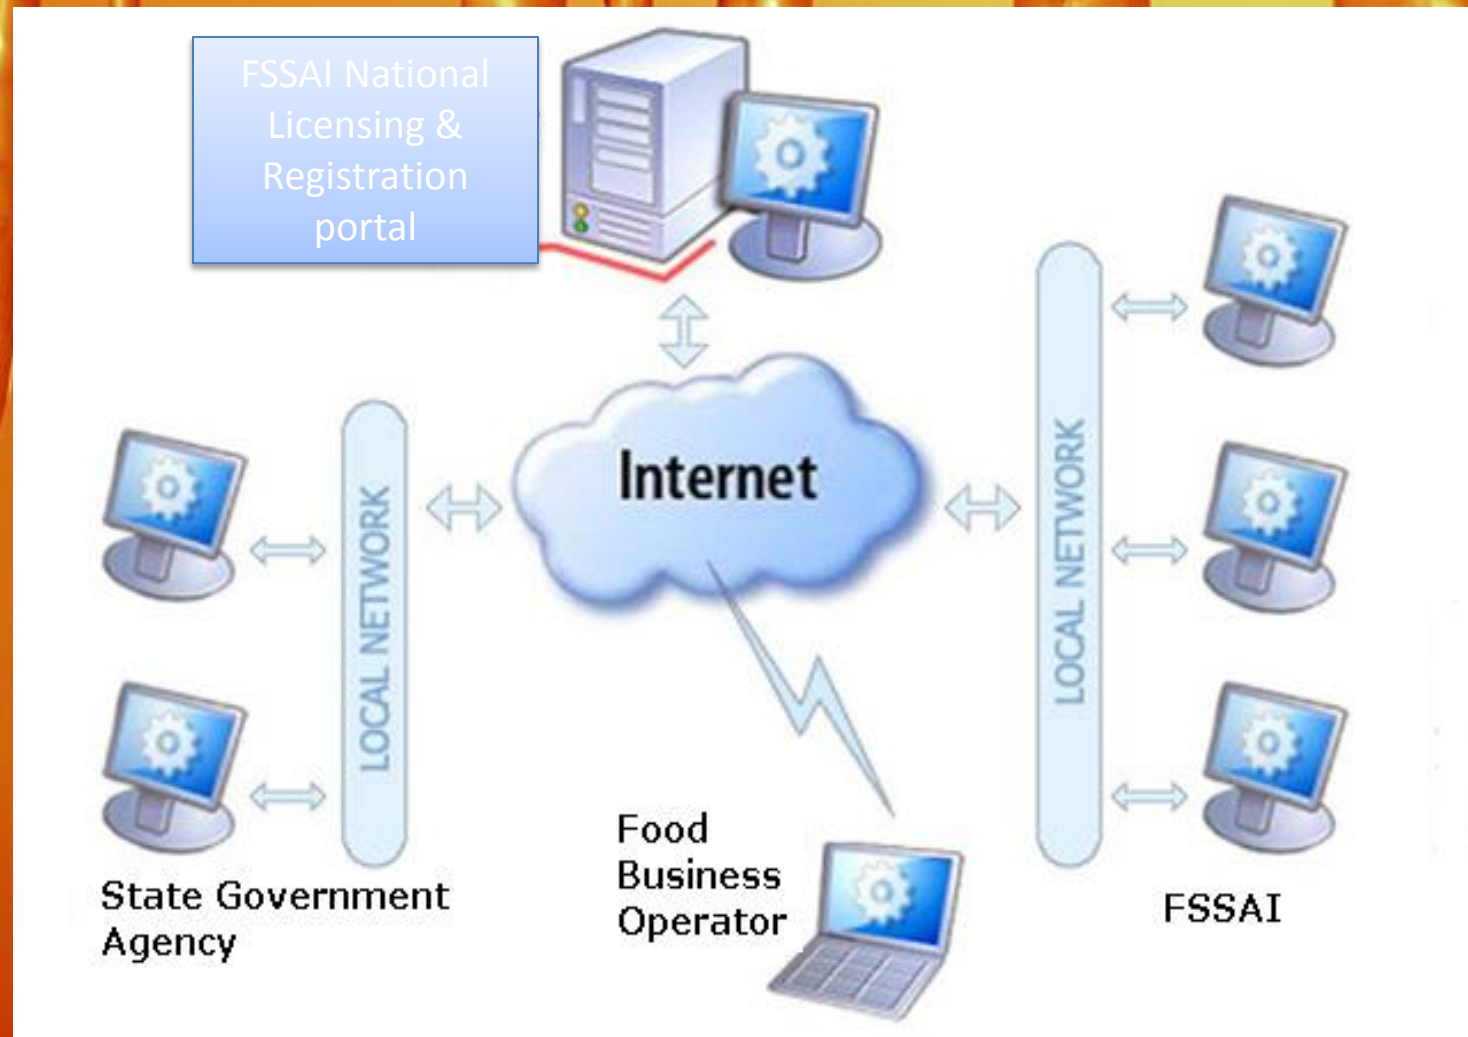 FSSAI National
Licensing &
Registration
portal
Internet
LOCAL NETWORK
LOCAL NETWORK
State Government
Agency
Food
Business
Operator
FSSAI